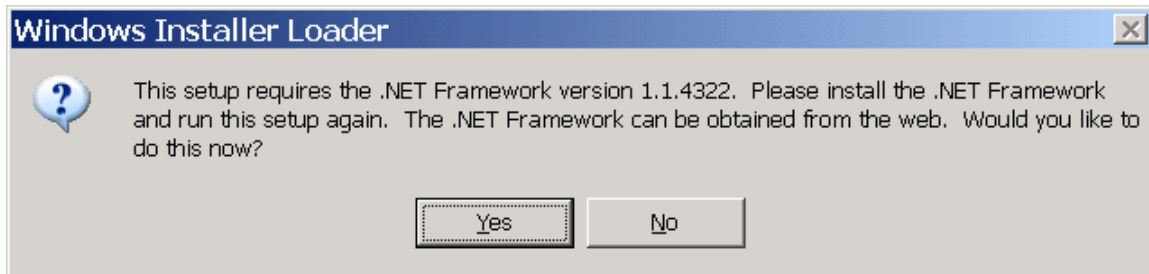 Windows Installer Loader
This setup requires the .NET Framework version 1.1.4322.  Please install the .NET Framework
and run this setup again.  The .NET Framework can be obtained from the web.  Would you like to
do this now?
Yes
No